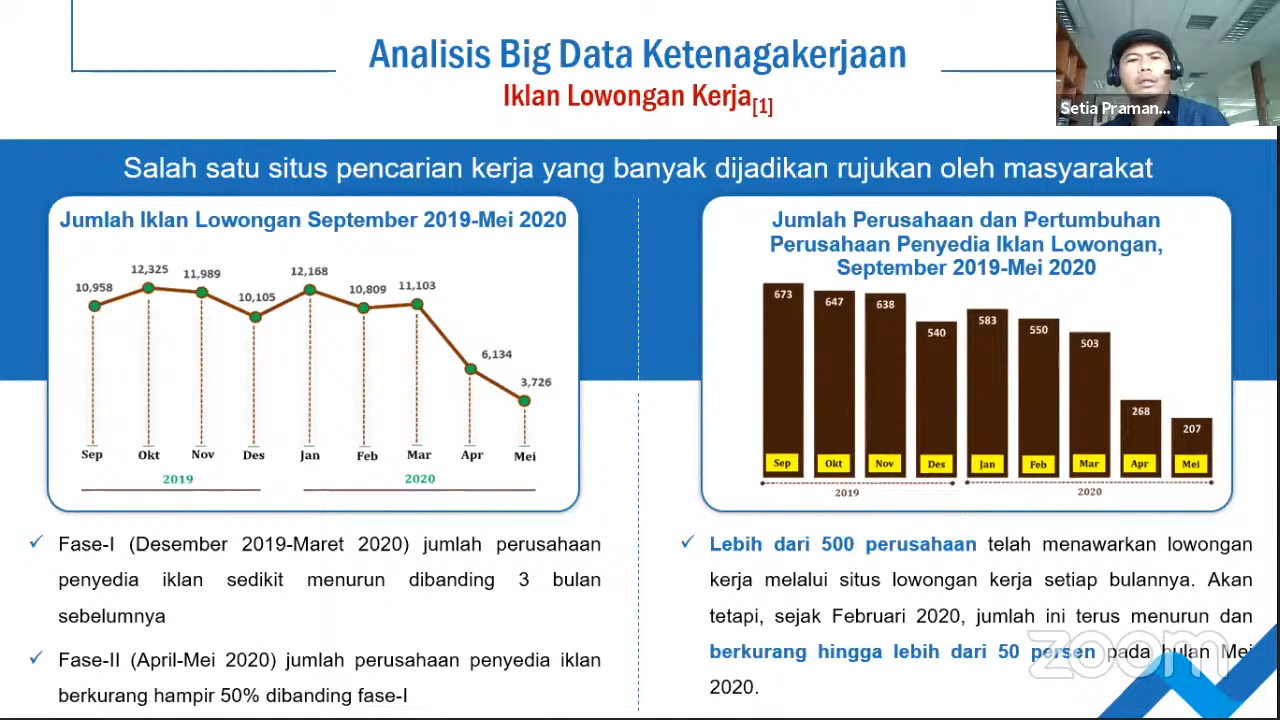 Analisis Big Data Ketenagakerjaan
Iklan Lowongan Kerja[1]
Setia Praman...
Salah satu situs pencarian kerja yang banyak dijadikan rujukan oleh masyarakat
Jumlah Iklan Lowongan September 2019-Mei 2020
10,958
12,325
11,989
10,105
12,168
10,809
11,103
6,134
3,726
Sep
Okt
Nov
Des
Jan
Feb
Mar
Apr
Mei
2019
2020
Fase-I (Desember 2019-Maret 2020) jumlah perusahaan
penyedia iklan sedikit menurun dibanding 3 bulan
sebelumnya
Fase-II (April-Mei 2020) jumlah perusahaan penyedia iklan
berkurang hampir 50% dibanding fase-I
Jumlah Perusahaan dan Pertumbuhan
Perusahaan Penyedia Iklan Lowongan,
September 2019-Mei 2020
673
647
638
540
583
550
503
268
207
Sep
Okt
Nov
Des
Jan
Feb
Mar
Apr
Mei
2019
2020
Lebih dari 500 perusahaan telah menawarkan lowongan
kerja melalui situs lowongan kerja setiap bulannya. Akan
tetapi, sejak Februari 2020, jumlah ini terus menurun dan
berkurang hingga lebih dari 50 persen pada bulan Mei
2020.
zoom